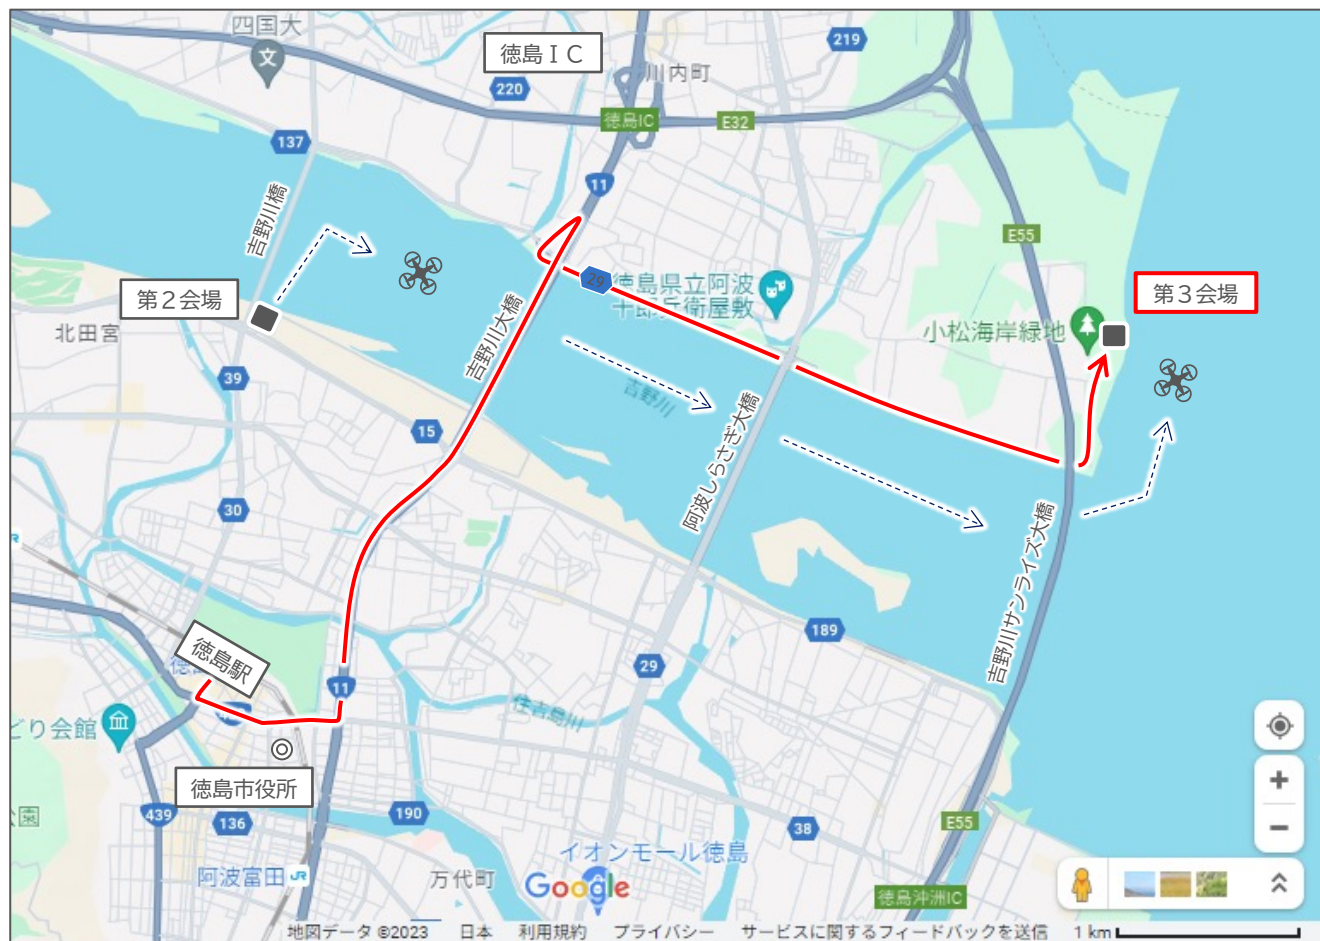 四国大
徳島ＩＣ
219
川内町
220
徳島IC
E32
137
11
吉野川橋
E55
29
徳島県立阿波
十郎兵衛屋敷
第２会場
第３会場
北田宮
吉野川大橋
小松海岸緑地
39
吉野川
阿波しらさぎ大橋
15
30
吉野川サンライズ大橋
189
徳島駅
29
11
住吉島川
どり会館
徳島市役所
439
136
190
38
E55
公園
イオンモール徳島
阿波富田
JR
万代町
Google
徳島沖洲IC
地図データ ©2023
日本
利用規約
プライバシー
サービスに関するフィードバックを送信
1 km